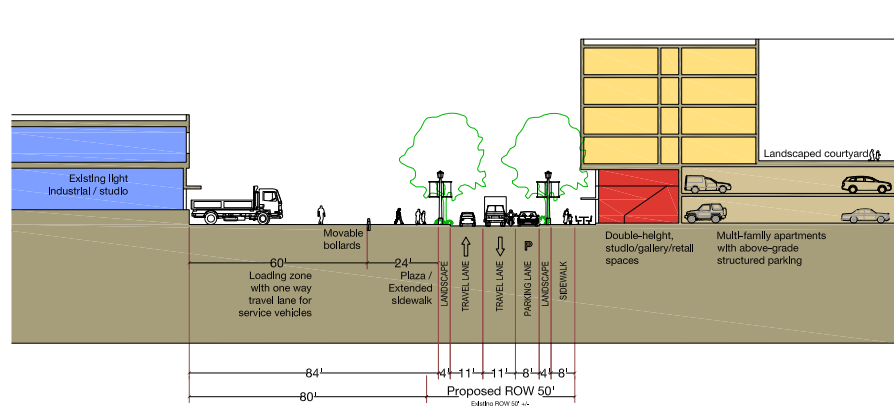 Landscaped courtyard
Existing light
industrial / studio
Movable
bollards
60'
24'
Loading zone
with one way
travel lane for
service vehicles
Plaza /
Extended
sidewalk
LANDSCAPE
TRAVEL LANE
TRAVEL LANE
P
PARKING LANE
LANDSCAPE
SIDEWALK
Double-height,
studio/gallery/retail
spaces
Multi-family apartments
with above-grade
structured parking
84'
4'
11'
11'
8'
4'
8'
80'
Proposed ROW 50'
Existing ROW 50' +/-